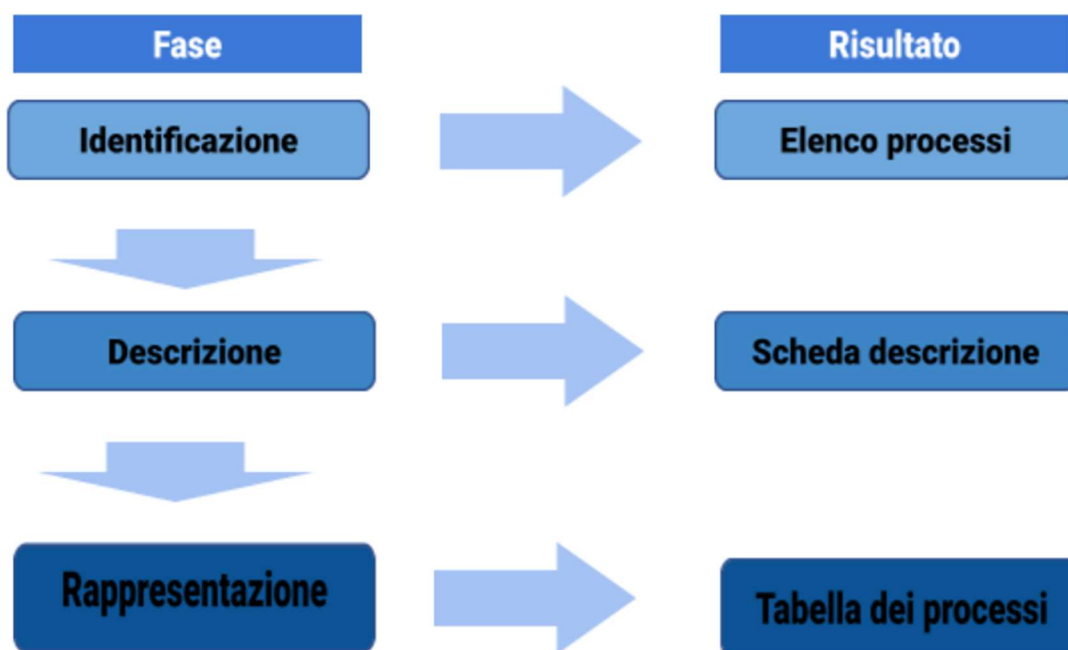 Fase
Risultato
Identificazione
Elenco processi
Descrizione
Scheda descrizione
Rappresentazione
Tabella dei processi